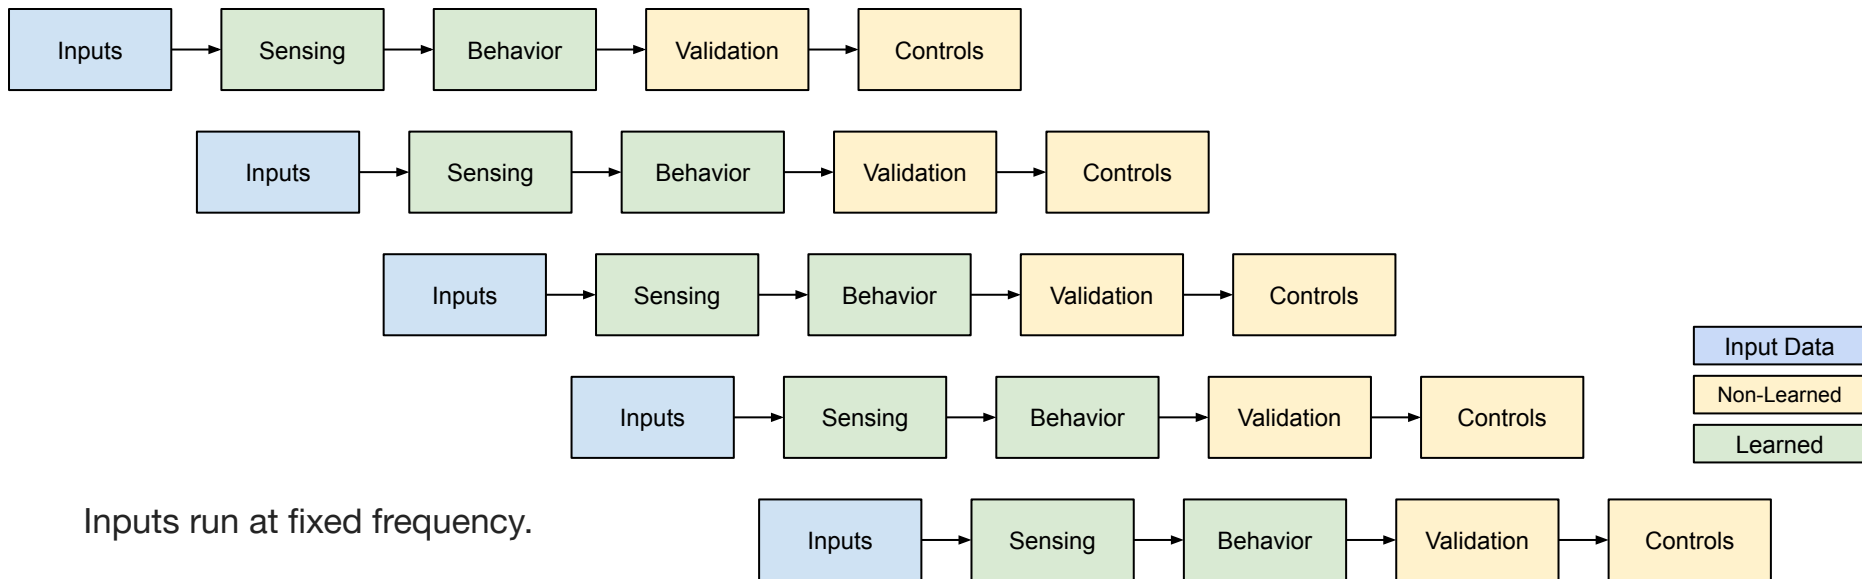 Inputs
Sensing
Behavior
Validation
Controls
Inputs
Sensing
Behavior
Validation
Controls
Inputs
Sensing
Behavior
Validation
Controls
Input Data
Non-Learned
Learned
Inputs
Sensing
Behavior
Validation
Controls
Inputs run at fixed frequency.
Inputs
Sensing
Behavior
Validation
Controls